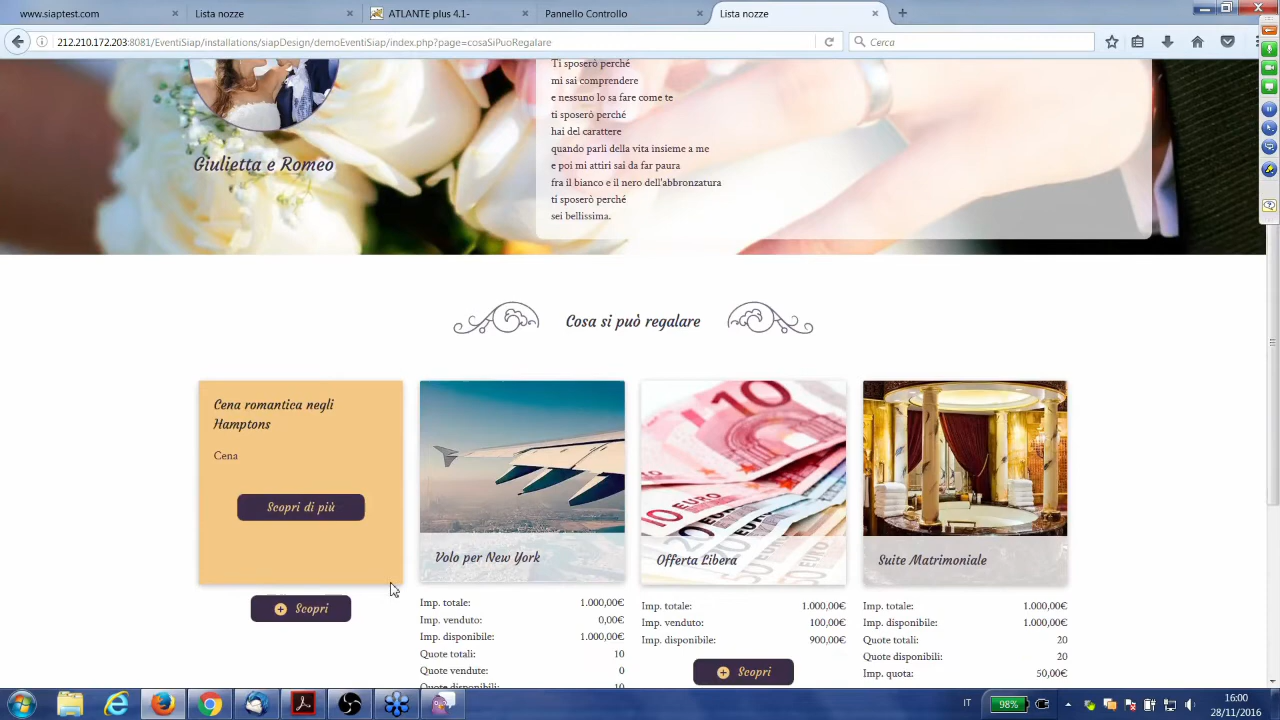 www.siaptest.com
Lista nozze
ATLANTE plus 4.1-
Pannello Controllo
Lista nozze
212.210.172.203:8081/EventiSiap/installations/siapDesign/demoEventiSiap/index.php?page=cosaSiPuoRegalare
Cerca
Giulietta e Romeo
Ti sposerò perché
mi sai comprendere
e nessuno lo sa fare come te
ti sposerò perché
hai del carattere
quando parli della vita insieme a me
e poi mi attiri sai da far paura
fra il bianco e il nero dell'abbronzatura
ti sposerò perché
sei bellissima.
Cosa si può regalare
Cena romantica negli
Hamptons
Cena
Scopri di più
Scopri
Volo per New York
Imp. totale: 1.000,00€
Imp. venduto: 0,00€
Imp. disponibile: 1.000,00€
Quote totali: 10
Quote vendute: 0
Quote disponibili: 10
10 EURO
Offerta Libera
Imp. totale: 1.000,00€
Imp. venduto: 100,00€
Imp. disponibile: 900,00€
Scopri
Suite Matrimoniale
Imp. totale: 1.000,00€
Imp. disponibile: 1.000,00€
Quote totali: 20
Quote disponibili: 20
Imp. quota: 50,00€
IT
98%
16:00
28/11/2016